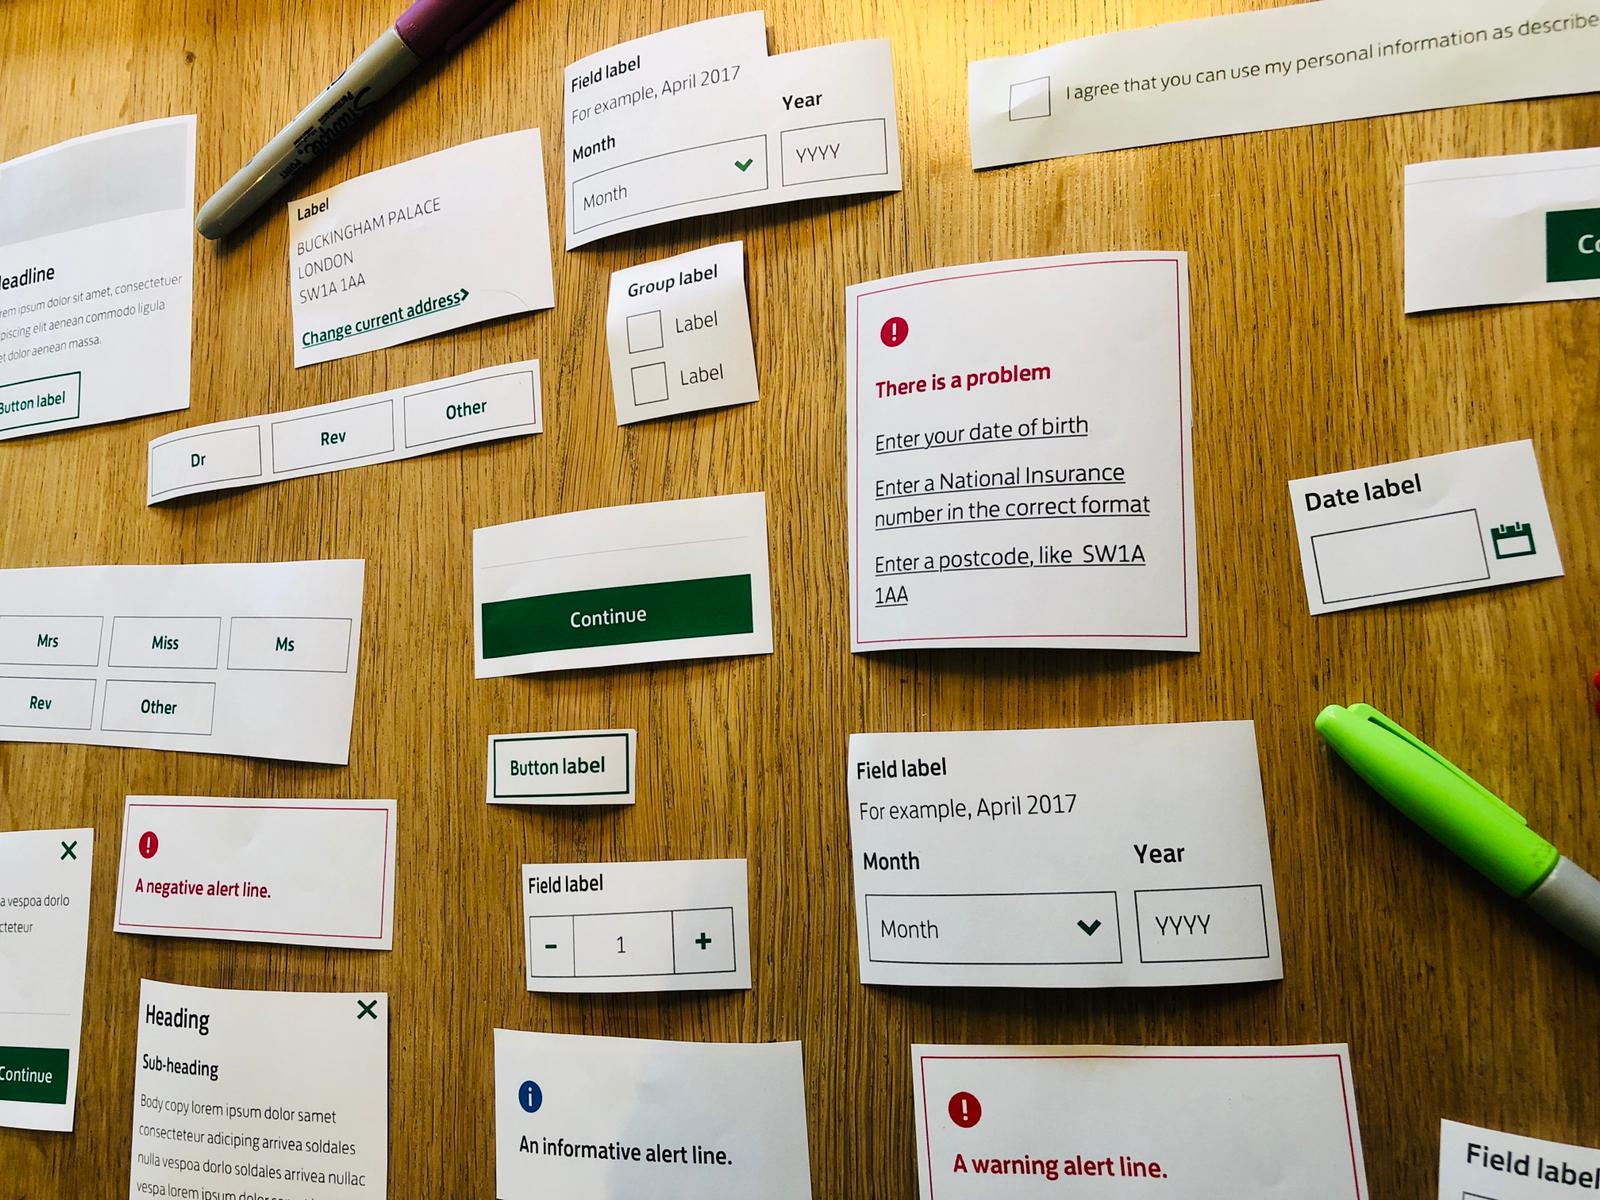 Sharpie
Field label
For example, April 2017
Month
Year
Month
YYYY
I agree that you can use my personal information as describe
Label
BUCKINGHAM PALACE
LONDON
SW1A 1AA
Change current address
eadline
rem ipsum dolor sit amet, consectetuer
ipiscing elit aenean commodo ligula
et dolor aenean massa.
Button label
Group label
Label
Label
Co
There is a problem
Enter your date of birth
Enter a National Insurance
number in the correct format
Enter a postcode, like SW1A
1AA
Dr
Rev
Other
Date label
Continue
Mrs
Miss
Ms
Rev
Other
Button label
Field label
For example, April 2017
Month
Year
Month
YYYY
A negative alert line.
Field label
- 1 +
a vespoa dorlo
cteteur
Continue
Heading
Sub-heading
Body copy lorem ipsum dolor samet
consecteteur adiciping arrivea soldales
nulla vespoa dorlo soldales arrivea nullac
vespa lorem ipsum dolor
An informative alert line.
A warning alert line.
Field label